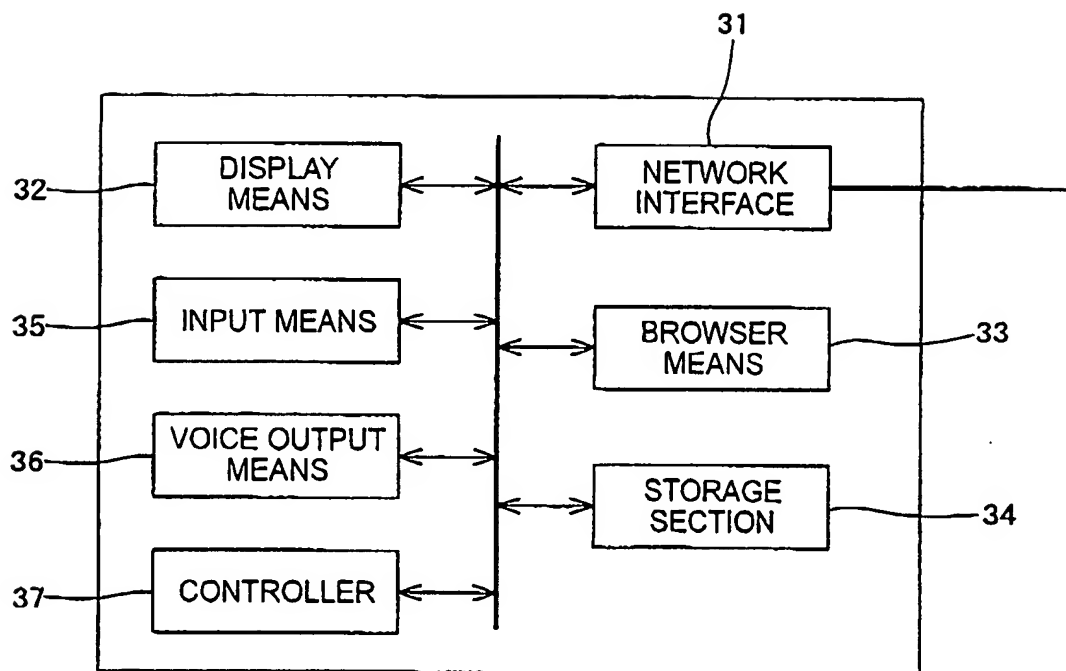 31
32
DISPLAY
MEANS
NETWORK
INTERFACE
35
INPUT MEANS
BROWSER
MEANS
33
36
VOICE OUTPUT
MEANS
STORAGE
SECTION
34
37
CONTROLLER